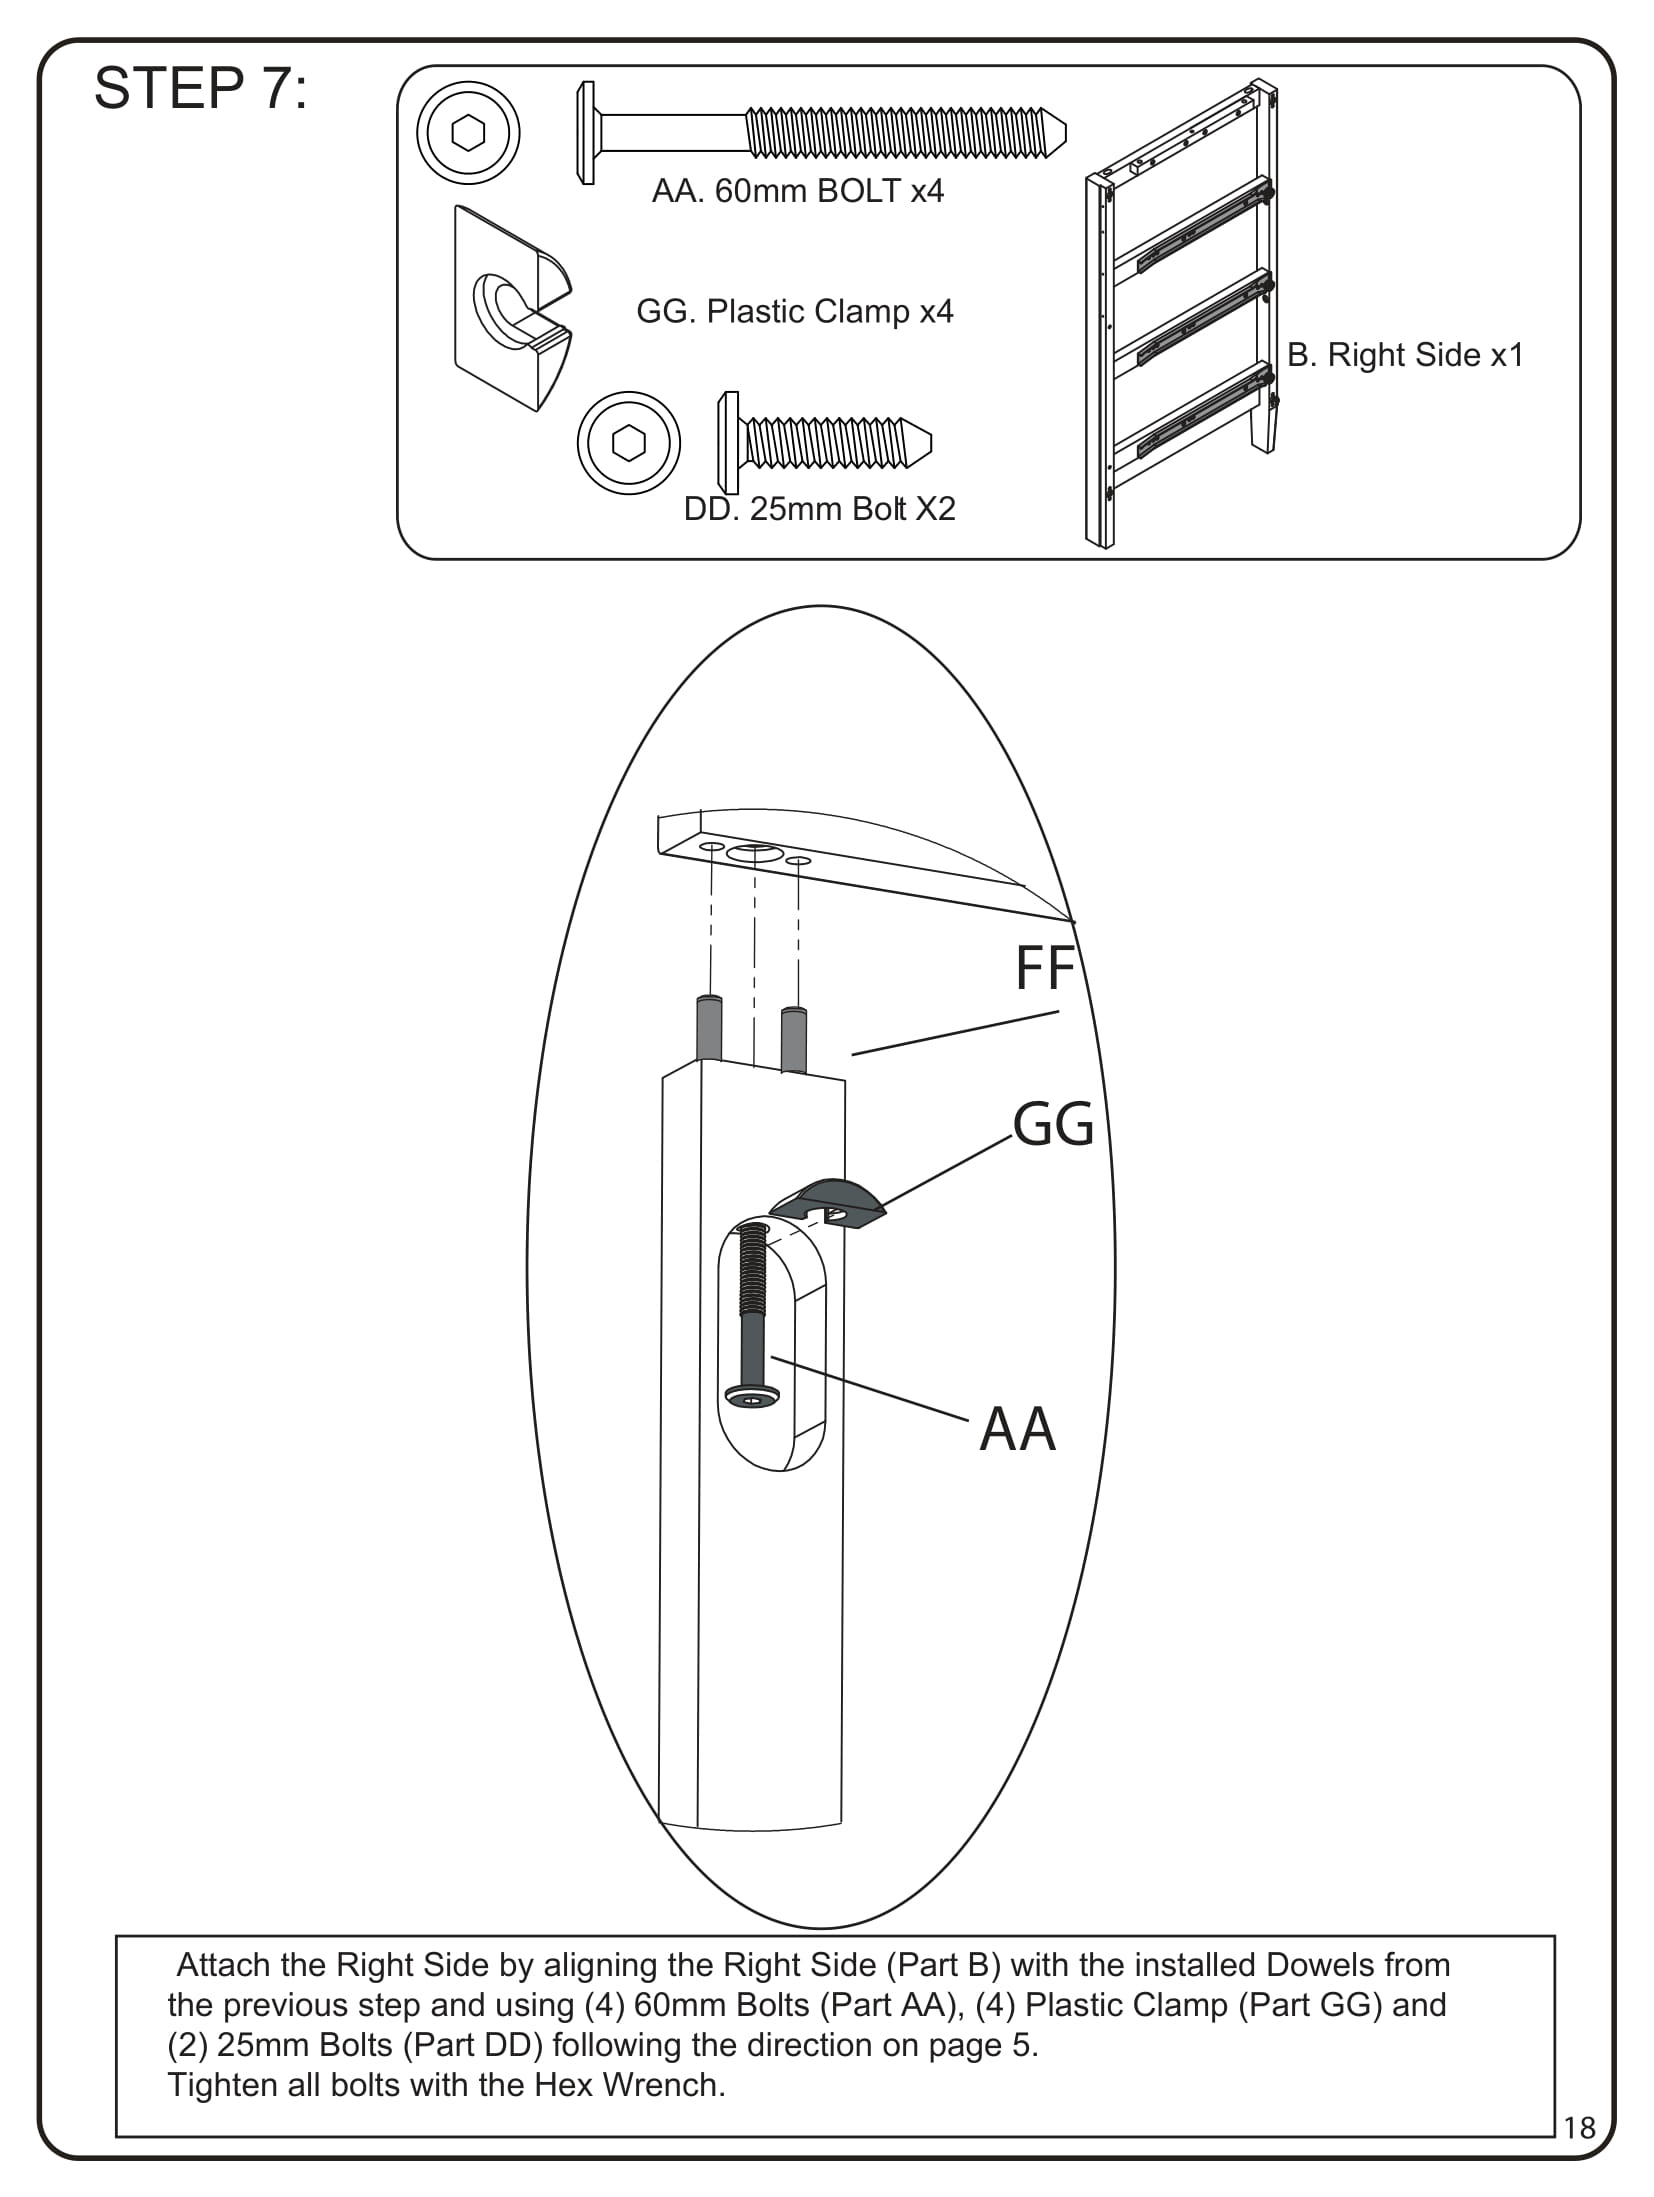 STEP 7:
AA. 60mm BOLT x4
GG. Plastic Clamp x4
B. Right Side x1
DD. 25mm Bolt X2
FF
GG
AA
Attach the Right Side by aligning the Right Side (Part B) with the installed Dowels from
the previous step and using (4) 60mm Bolts (Part AA), (4) Plastic Clamp (Part GG) and
(2) 25mm Bolts (Part DD) following the direction on page 5.
Tighten all bolts with the Hex Wrench.
18